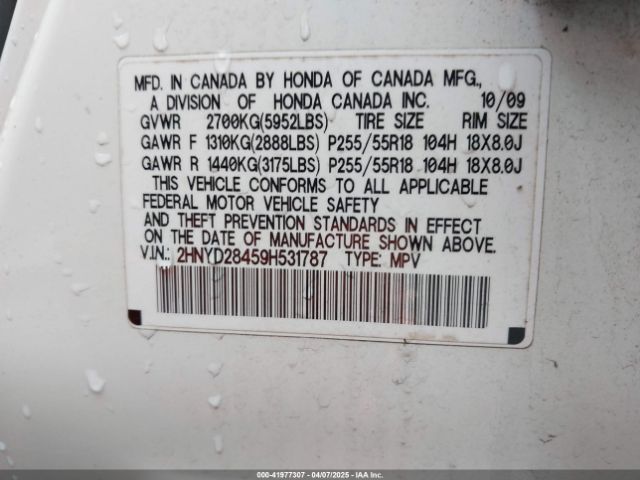 MFD. IN CANADA BY HONDA OF CANADA MFG.,
A DIVISION OF HONDA CANADA INC. 10/09
GVWR 2700KG(5952LBS) TIRE SIZE RIM SIZE
GAWR F 1310KG(2888LBS) P255/55R18 104H 18X8.0J
GAWR R 1440KG(3175LBS) P255/55R18 104H 18X8.0J
THIS VEHICLE CONFORMS TO ALL APPLICABLE
FEDERAL MOTOR VEHICLE SAFETY
AND THEFT PREVENTION STANDARDS IN EFFECT
ON THE DATE OF MANUFACTURE SHOWN ABOVE.
V.IN.: 2HNYD28459H531787 TYPE: MPV
000-41977307 - 04/07/2025 - IAA Inc.